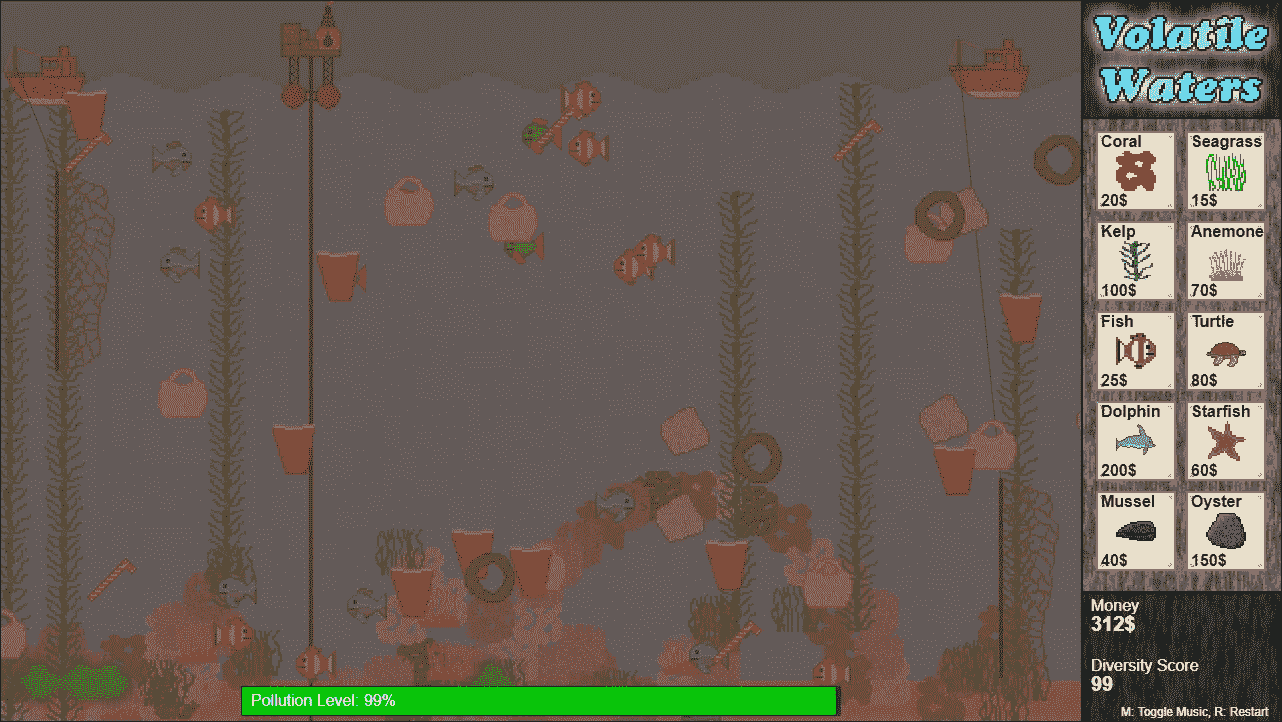 Volatile
Waters
Coral
20$
Seagrass
15$
Kelp
100$
Anemone
70$
Fish
25$
Turtle
80$
Dolphin
200$
Starfish
60$
Mussel
40$
Oyster
150$
Money
312$
Diversity Score
99
M: Toggle Music, R: Restart
Pollution Level: 99%